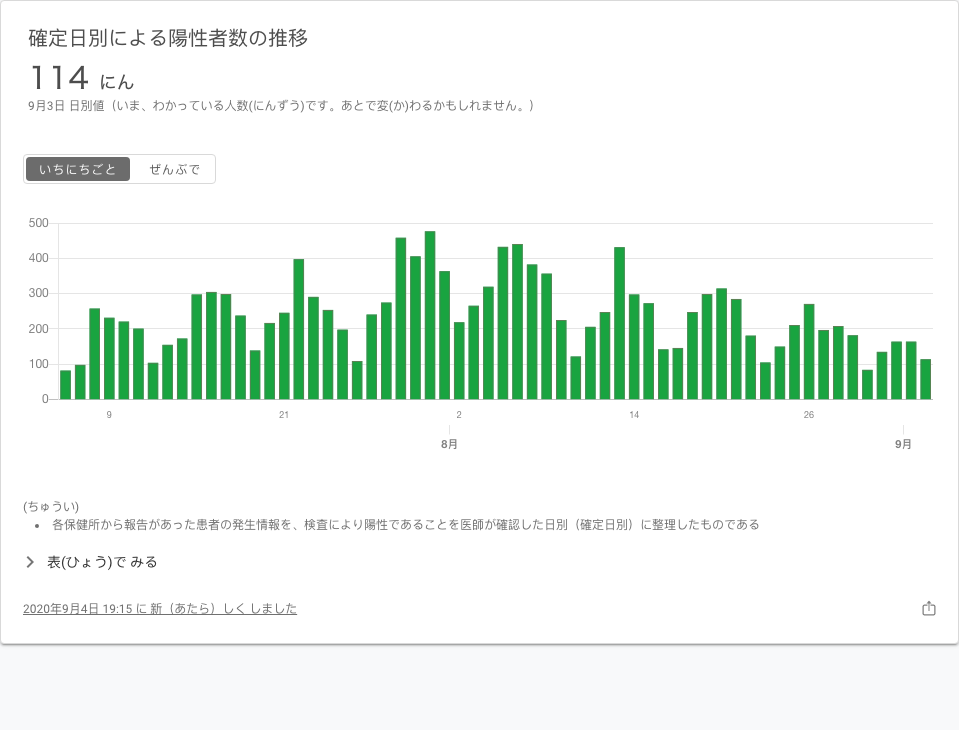 確定日別による陽性者数の推移
114 にん
9月3日 日別値（いま、わかっている人数(にんずう)です。あとで変(か)わるかもしれません。）
いちにちごと ぜんぶで
500
400
300
200
100
0
9 21 2 14 26
8月 9月
(ちゅうい)
• 各保健所から報告があった患者の発生情報を、検査により陽性であることを医師が確認した日別（確定日別）に整理したものである
表(ひょう)で みる
2020年9月4日 19:15 に 新（あたら）しく しました